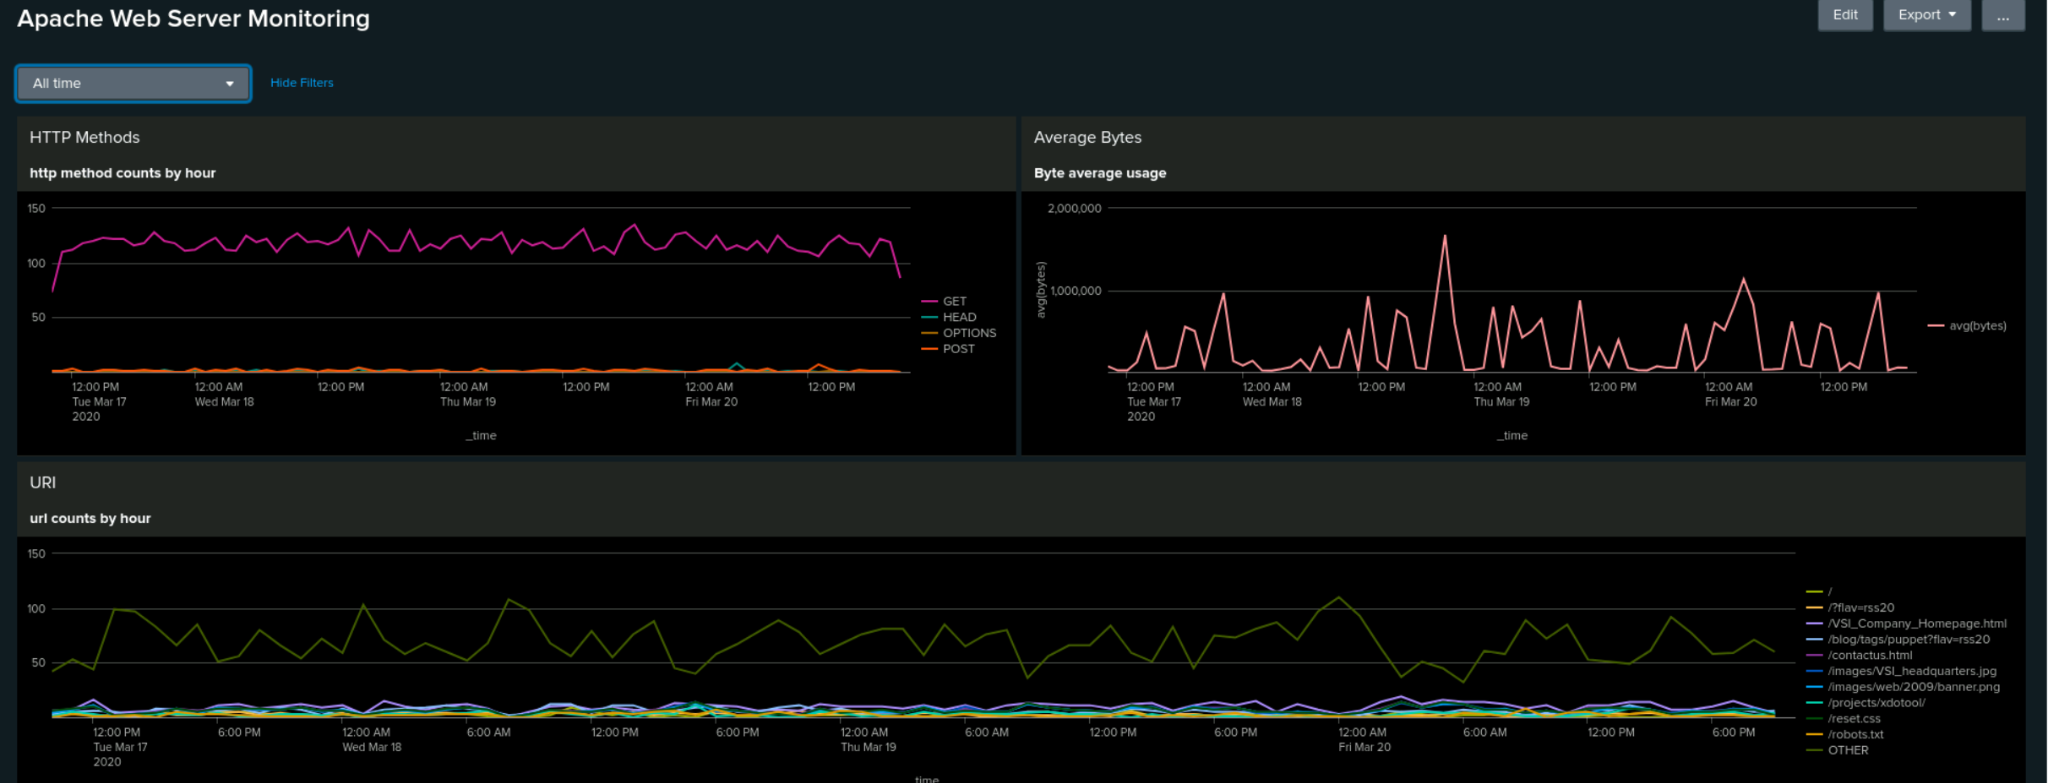 Apache Web Server Monitoring
Edit
Export
...
All time
Hide Filters
HTTP Methods
http method counts by hour
150
100
50
GET
HEAD
OPTIONS
POST
12:00 PM 12:00 AM 12:00 PM 12:00 AM 12:00 PM 12:00 AM 12:00 PM
Tue Mar 17 Wed Mar 18 Thu Mar 19 Fri Mar 20
2020
_time
Average Bytes
Byte average usage
2,000,000
1,000,000
avg(bytes)
avg(bytes)
12:00 PM 12:00 AM 12:00 PM 12:00 AM 12:00 PM 12:00 AM 12:00 PM
Tue Mar 17 Wed Mar 18 Thu Mar 19 Fri Mar 20
2020
_time
URI
url counts by hour
150
100
50
/
/?flav=rss20
/VSI_Company_Homepage.html
/blog/tags/puppet?flav=rss20
/contactus.html
/images/VSI_headquarters.jpg
/images/web/2009/banner.png
/projects/xdotool/
/reset.css
/robots.txt
OTHER
12:00 PM 6:00 PM 12:00 AM 6:00 AM 12:00 PM 6:00 PM 12:00 AM 6:00 AM 12:00 PM 6:00 PM 12:00 AM 6:00 AM 12:00 PM 6:00 PM
Tue Mar 17 Wed Mar 18 Thu Mar 19 Fri Mar 20
2020
time